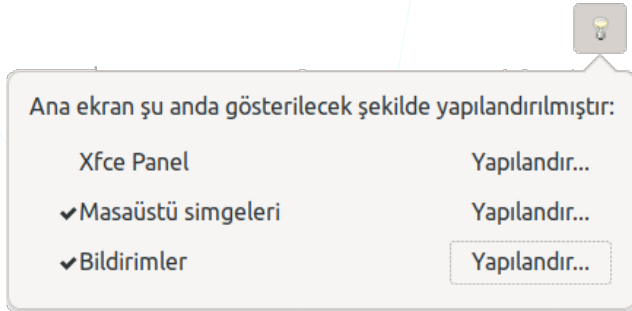 Ana ekran şu anda gösterilecek şekilde yapılandırılmıştır:
Xfce Panel Yapılandır...
Masaüstü simgeleri Yapılandır...
Bildirimler Yapılandır...